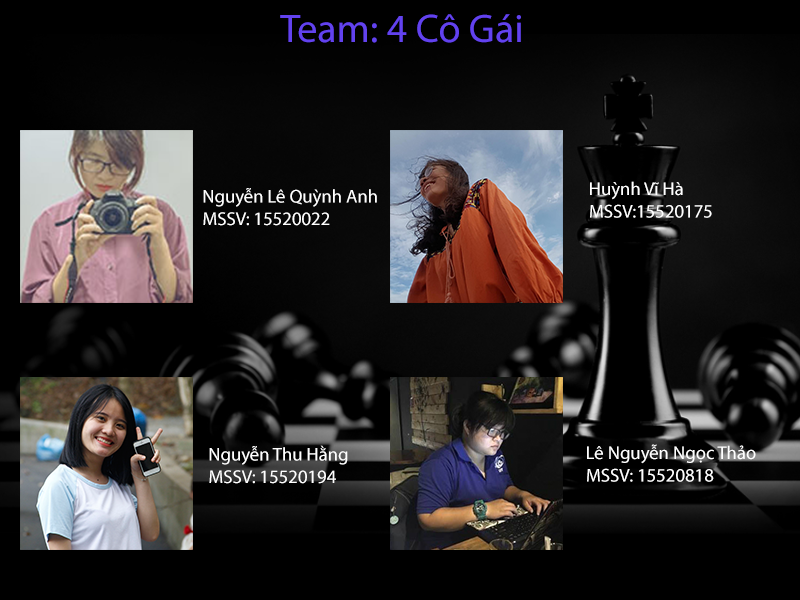 Team: 4 Cô Gái
Nguyễn Lê Quỳnh Anh
MSSV: 15520022
Huỳnh Vĩ Hà
MSSV:15520175
Nguyễn Thu Hằng
MSSV: 15520194
Lê Nguyễn Ngọc Thảo
MSSV: 15520818